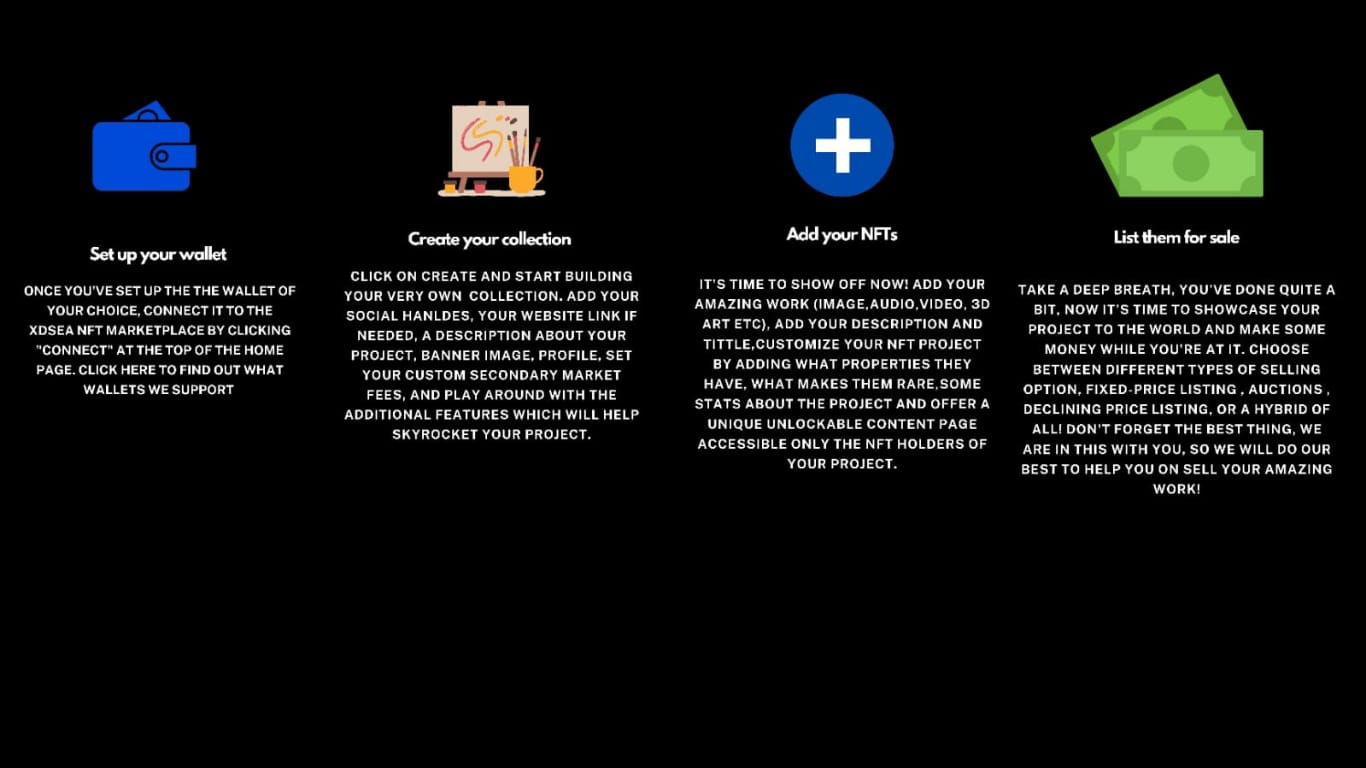 Set up your wallet
ONCE YOU'VE SET UP THE THE WALLET OF
YOUR CHOICE, CONNECT IT TO THE
XDSEA NFT MARKETPLACE BY CLICKING
"CONNECT" AT THE TOP OF THE HOME
PAGE. CLICK HERE TO FIND OUT WHAT
WALLETS WE SUPPORT
Create your collection
CLICK ON CREATE AND START BUILDING
YOUR VERY OWN COLLECTION. ADD YOUR
SOCIAL HANLDES, YOUR WEBSITE LINK IF
NEEDED, A DESCRIPTION ABOUT YOUR
PROJECT, BANNER IMAGE, PROFILE, SET
YOUR CUSTOM SECONDARY MARKET
FEES, AND PLAY AROUND WITH THE
ADDITIONAL FEATURES WHICH WILL HELP
SKYROCKET YOUR PROJECT.
Add your NFTs
IT'S TIME TO SHOW OFF NOW! ADD YOUR
AMAZING WORK (IMAGE,AUDIO,VIDEO, 3D
ART ETC), ADD YOUR DESCRIPTION AND
TITTLE,CUSTOMIZE YOUR NFT PROJECT
BY ADDING WHAT PROPERTIES THEY
HAVE, WHAT MAKES THEM RARE,SOME
STATS ABOUT THE PROJECT AND OFFER A
UNIQUE UNLOCKABLE CONTENT PAGE
ACCESSIBLE ONLY THE NFT HOLDERS OF
YOUR PROJECT.
List them for sale
TAKE A DEEP BREATH, YOU'VE DONE QUITE A
BIT, NOW IT'S TIME TO SHOWCASE YOUR
PROJECT TO THE WORLD AND MAKE SOME
MONEY WHILE YOU'RE AT IT. CHOOSE
BETWEEN DIFFERENT TYPES OF SELLING
OPTION, FIXED-PRICE LISTING , AUCTIONS ,
DECLINING PRICE LISTING, OR A HYBRID OF
ALL! DON'T FORGET THE BEST THING, WE
ARE IN THIS WITH YOU, SO WE WILL DO OUR
BEST TO HELP YOU ON SELL YOUR AMAZING
WORK!